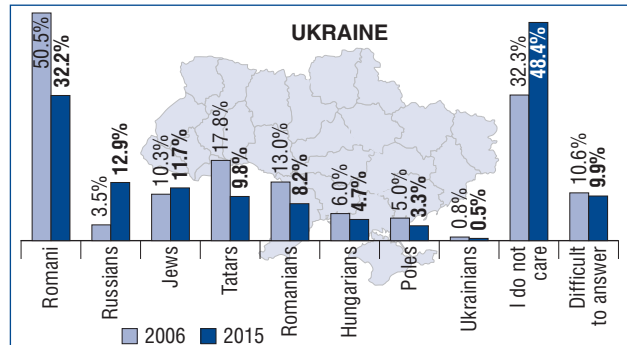 UKRAINE
50.5%
32.2%
3.5%
12.9%
10.3%
11.7%
17.8%
9.8%
13.0%
8.2%
6.0%
4.7%
5.0%
3.3%
0.8%
0.5%
32.3%
48.4%
10.6%
9.9%
Romani
Russians
Jews
Tatars
Romanians
Hungarians
Poles
Ukrainians
I do not
care
Difficult
to answer
2006
2015